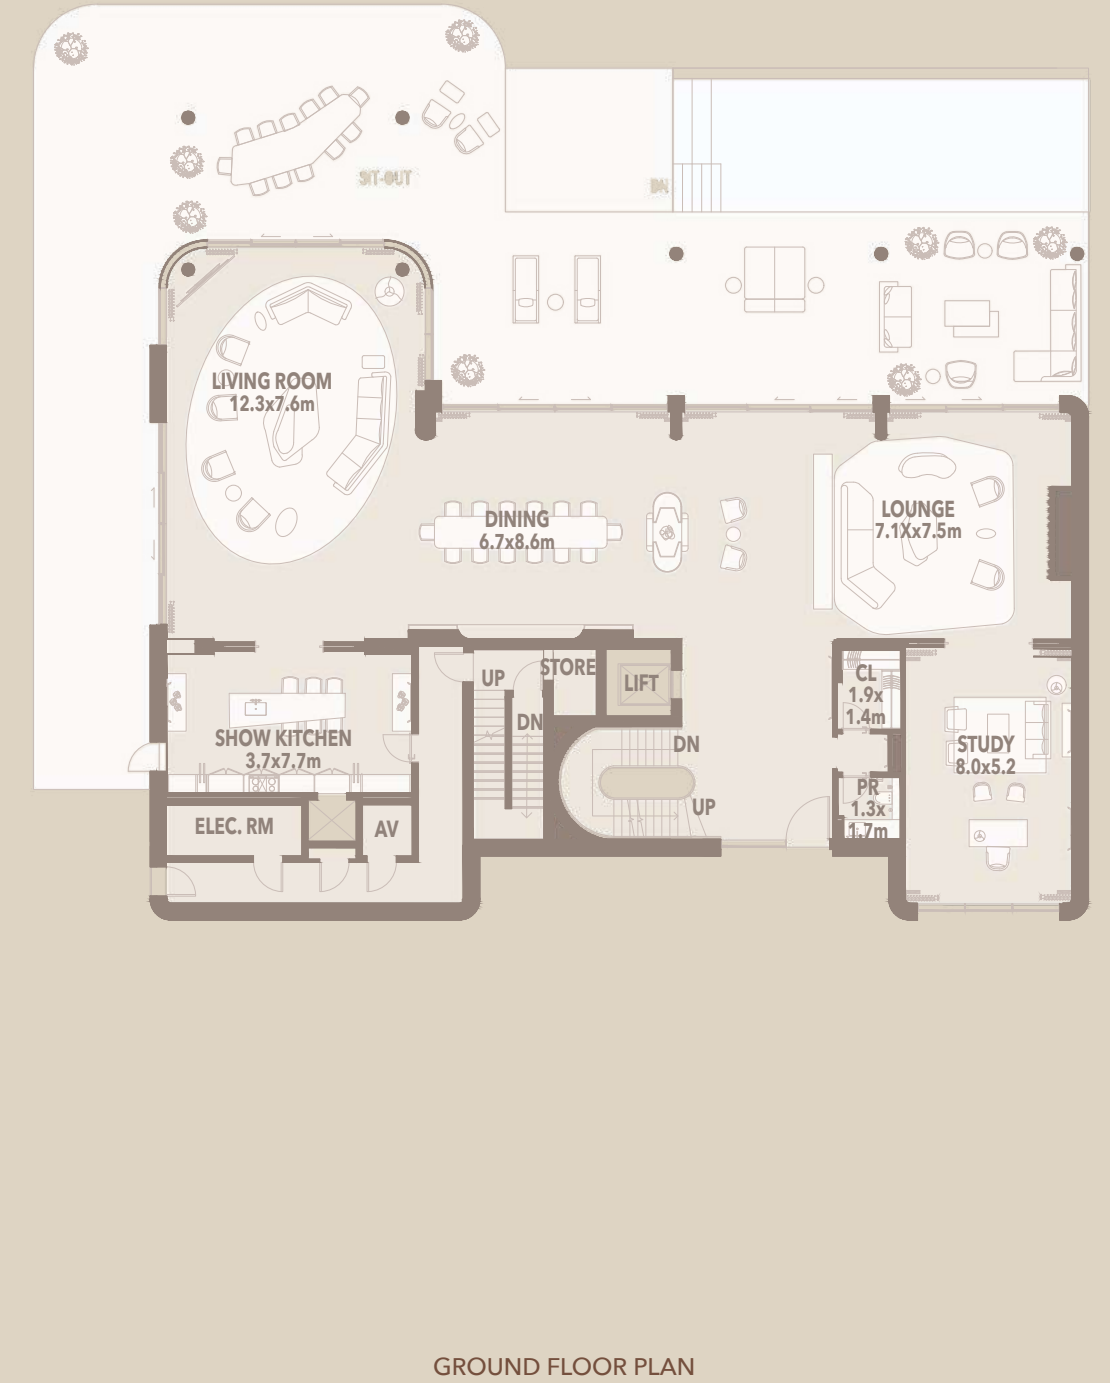 SIT-OUT
DN
LIVING ROOM
12.3x7.6m
DINING
6.7x8.6m
LOUNGE
7.1Xx7.5m
UP
STORE
LIFT
DN
CL
1.9x
1.4m
SHOW KITCHEN
3.7x7.7m
DN
UP
STUDY
8.0x5.2
PR
1.3x
1.7m
ELEC. RM
AV
GROUND FLOOR PLAN